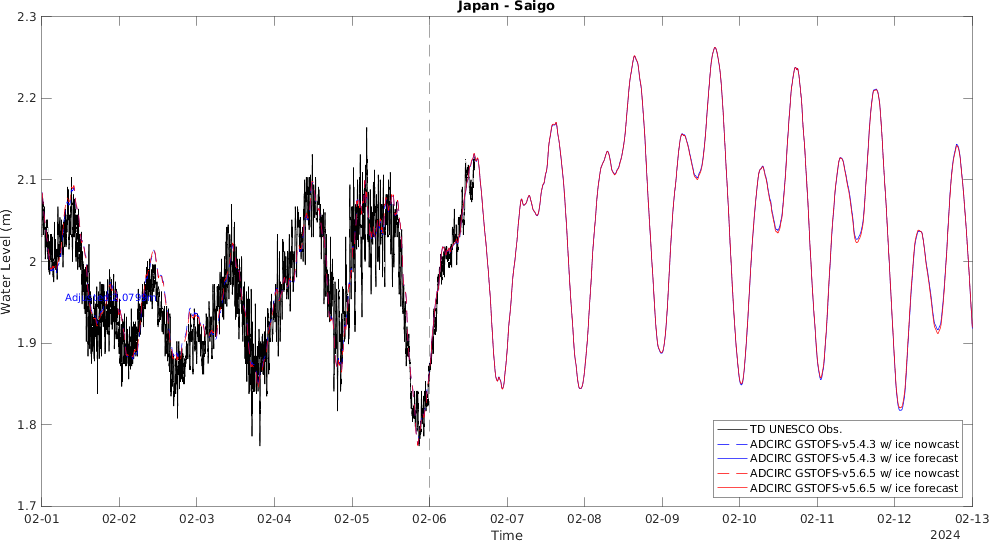 Japan - Saigo
2.3
2.2
2.1
2
1.9
1.8
1.7
Water Level (m)
TD UNESCO Obs.
ADCIRC GSTOFS-v5.4.3 w/ ice nowcast
ADCIRC GSTOFS-v5.4.3 w/ ice forecast
ADCIRC GSTOFS-v5.6.5 w/ ice nowcast
ADCIRC GSTOFS-v5.6.5 w/ ice forecast
02-01 02-02 02-03 02-04 02-05 02-06 02-07 02-08 02-09 02-10 02-11 02-12 02-13
Time
2024